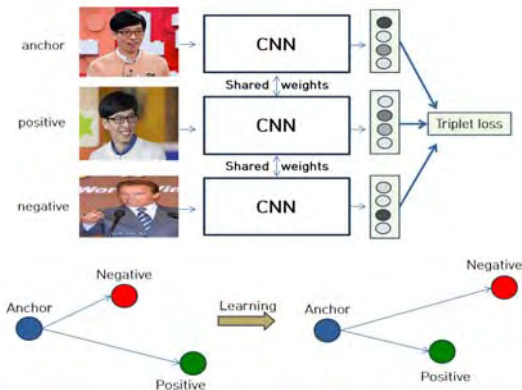 anchor
CNN
Shared weights
positive
CNN
Triplet loss
Shared weights
negative
CNN
Negative
Anchor
Positive
Learning
Negative
Anchor
Positive